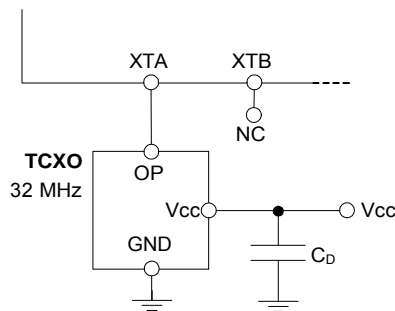 XTA XTB
NC
TCXO
32 MHz
OP
Vcc Vcc
GND
CD